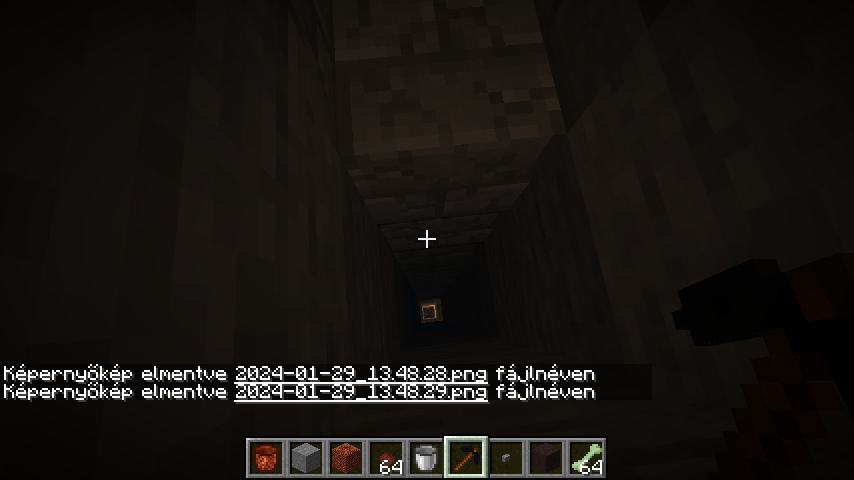 Képernyőkép elmentve 2024-01-29_13.48.28.png fájlnéven
Képernyőkép elmentve 2024-01-29_13.48.29.png fájlnéven
64 64